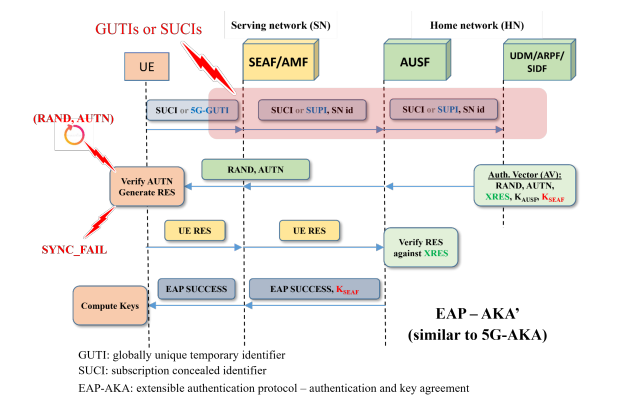 GUTIs or SUCIs
Serving network (SN)
Home network (HN)
UE
SEAF/AMF
AUSF
UDM/ARPF/
SIDF
SUCI or 5G-GUTI
SUCI or SUPI, SN id
SUCI or SUPI, SN id
(RAND, AUTN)
RAND, AUTN
Verify AUTN
Generate RES
Auth. Vector (AV):
RAND, AUTN,
XRES, KAUSF, KSEAF
SYNC_FAIL
UE RES
UE RES
Verify RES
against XRES
EAP SUCCESS
EAP SUCCESS, KSEAF
Compute Keys
EAP – AKA’
(similar to 5G-AKA)
GUTI: globally unique temporary identifier
SUCI: subscription concealed identifier
EAP-AKA: extensible authentication protocol – authentication and key agreement